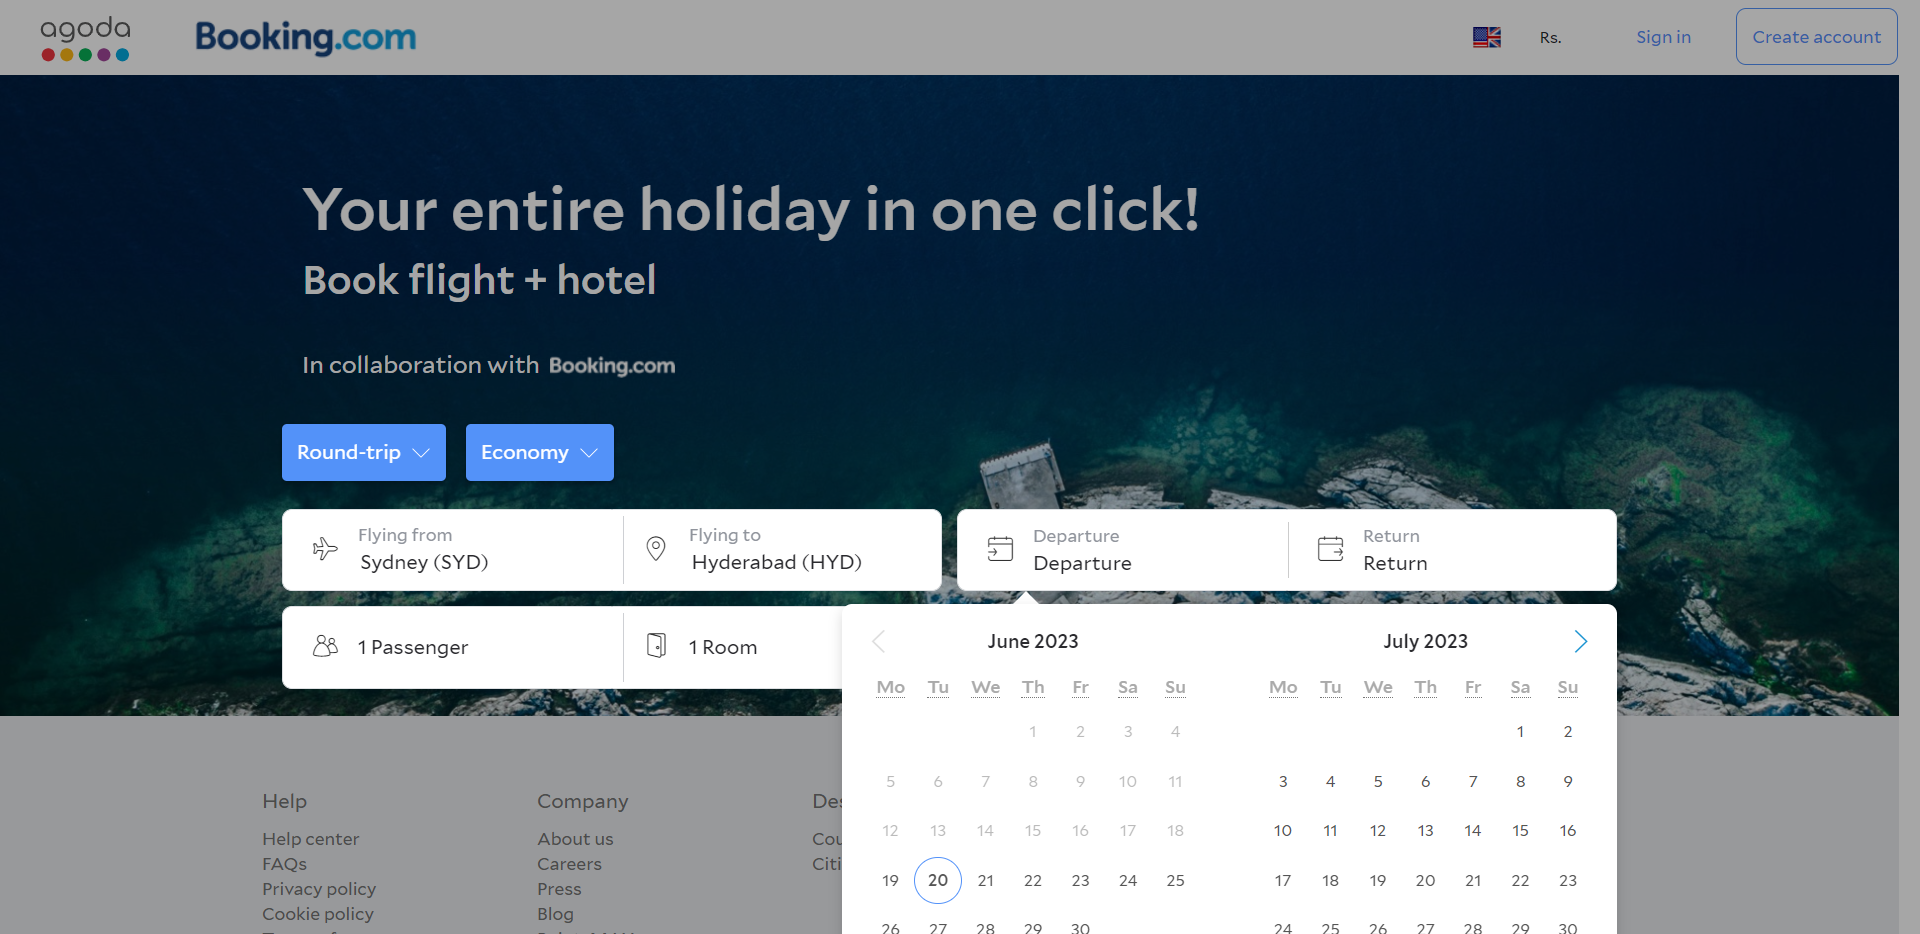 agoda
Booking.com
Rs.
Sign in
Create account
Your entire holiday in one click!
Book flight + hotel
In collaboration with Booking.com
Round-trip
Economy
Flying from
Sydney (SYD)
Flying to
Hyderabad (HYD)
Departure
Departure
Return
Return
1 Passenger
1 Room
June 2023
Mo Tu We Th Fr Sa Su
1 2 3 4
5 6 7 8 9 10 11
12 13 14 15 16 17 18
19 20 21 22 23 24 25
26 27 28 29 30
July 2023
Mo Tu We Th Fr Sa Su
1 2
3 4 5 6 7 8 9
10 11 12 13 14 15 16
17 18 19 20 21 22 23
24 25 26 27 28 29 30
Help
Help center
FAQs
Privacy policy
Cookie policy
Company
About us
Careers
Press
Blog